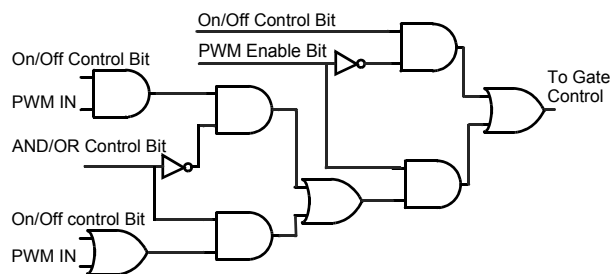 On/Off Control Bit
PWM Enable Bit
On/Off Control Bit
PWM IN
To Gate
Control
AND/OR Control Bit
On/Off control Bit
PWM IN